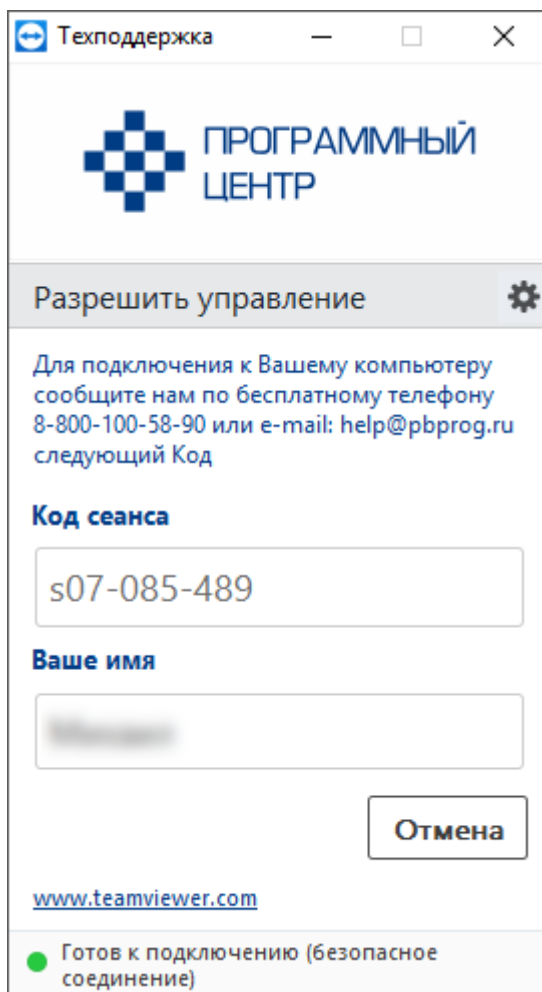 Техподдержка
ПРОГРАММНЫЙ
ЦЕНТР
Разрешить управление
Для подключения к Вашему компьютеру
сообщите нам по бесплатному телефону
8-800-100-58-90 или e-mail: help@pbprog.ru
следующий Код
Код сеанса
s07-085-489
Ваше имя
Отмена
www.teamviewer.com
Готов к подключению (безопасное
соединение)